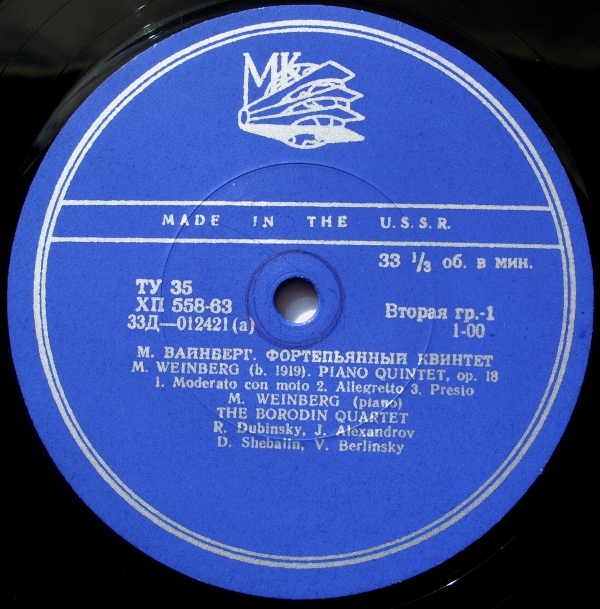 МК
MADE IN THE U.S.S.R.
33 1/3 об. в мин.
ТУ 35
ХП 558-63
33Д—012421(а)
Вторая гр.-1
1-00
М. ВАЙНБЕРГ. ФОРТЕПЬЯННЫЙ КВИНТЕТ
M. WEINBERG (b. 1919). PIANO QUINTET, op. 18
1. Moderato con moto 2. Allegretto 3. Presto
M. WEINBERG (piano)
THE BORODIN QUARTET
R. Dubinsky, J. Alexandrov
D. Shebalin, V. Berlinsky